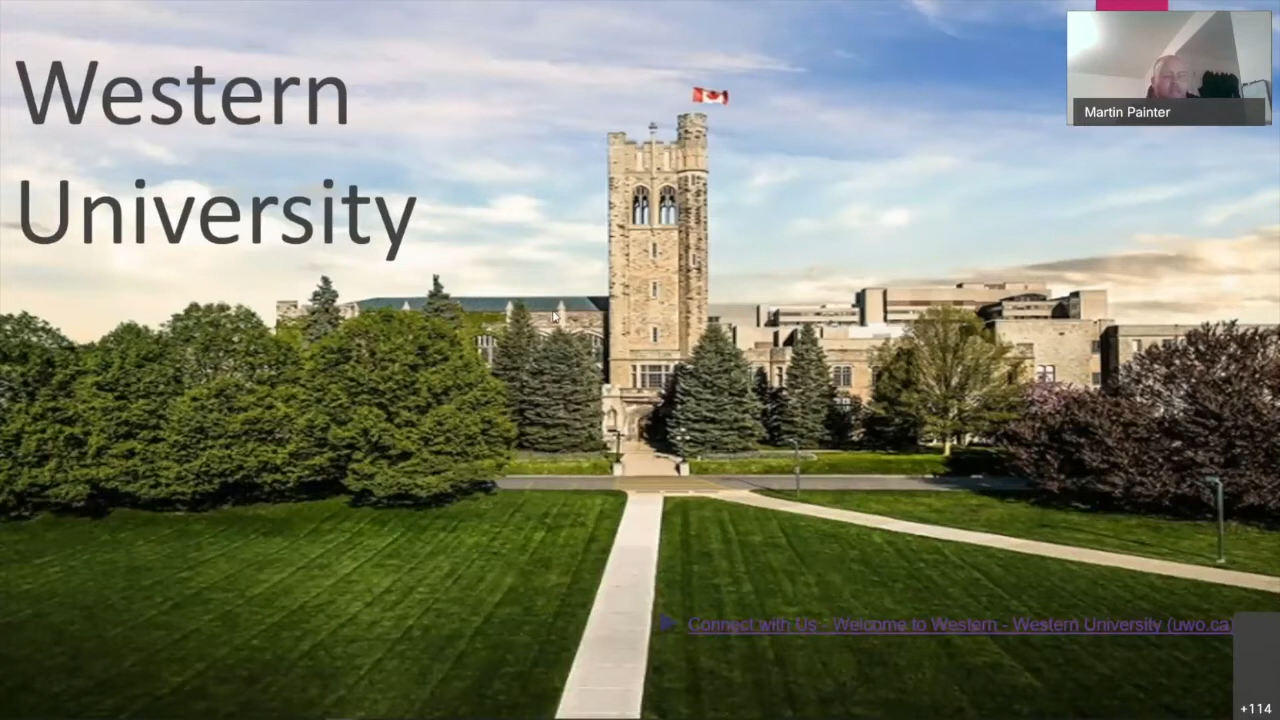 Western
University
Martin Painter
Connect with Us - Welcome to Western - Western University (uwo.ca)
+114